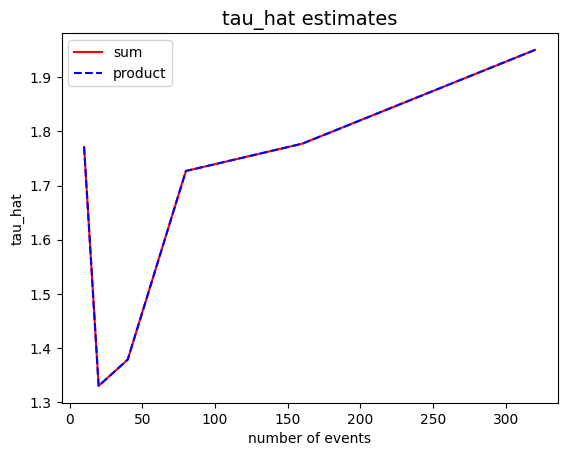 tau_hat estimates
sum
product
tau_hat
1.9
1.8
1.7
1.6
1.5
1.4
1.3
0 50 100 150 200 250 300
number of events